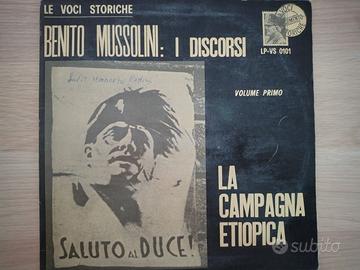 LE VOCI STORICHE
BENITO MUSSOLINI: I DISCORSI
LP-VS 0101
VOLUME PRIMO
SALUTO AL DUCE!
LA
CAMPAGNA
ETIOPICA
subito